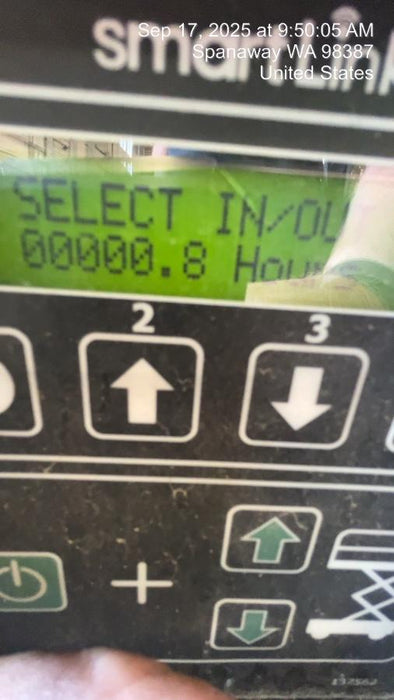 Sep 17, 2025 at 9:50:05 AM
Spanaway WA 98387
United States
SELECT IN/OU
00000.8 Hou
2
3
+